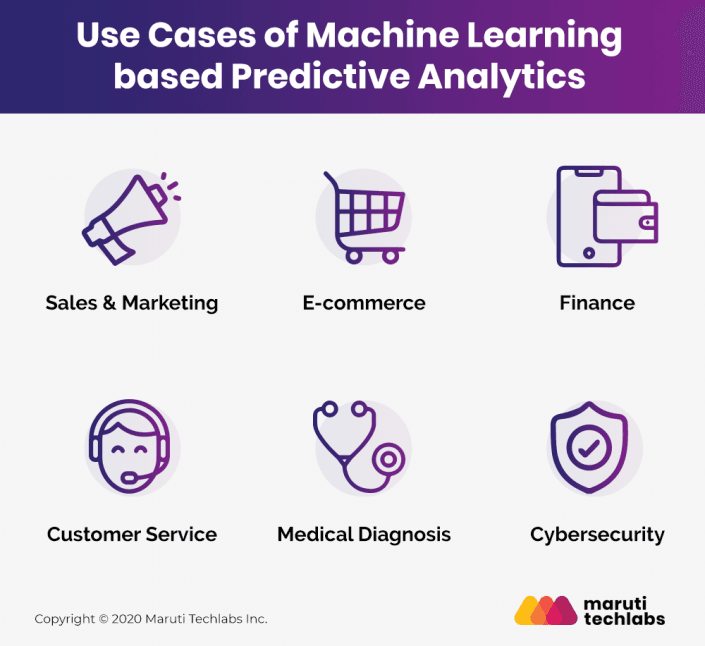 Use Cases of Machine Learning
based Predictive Analytics
Sales & Marketing
E-commerce
Finance
Customer Service
Medical Diagnosis
Cybersecurity
Copyright © 2020 Maruti Techlabs Inc.
maruti
techlabs